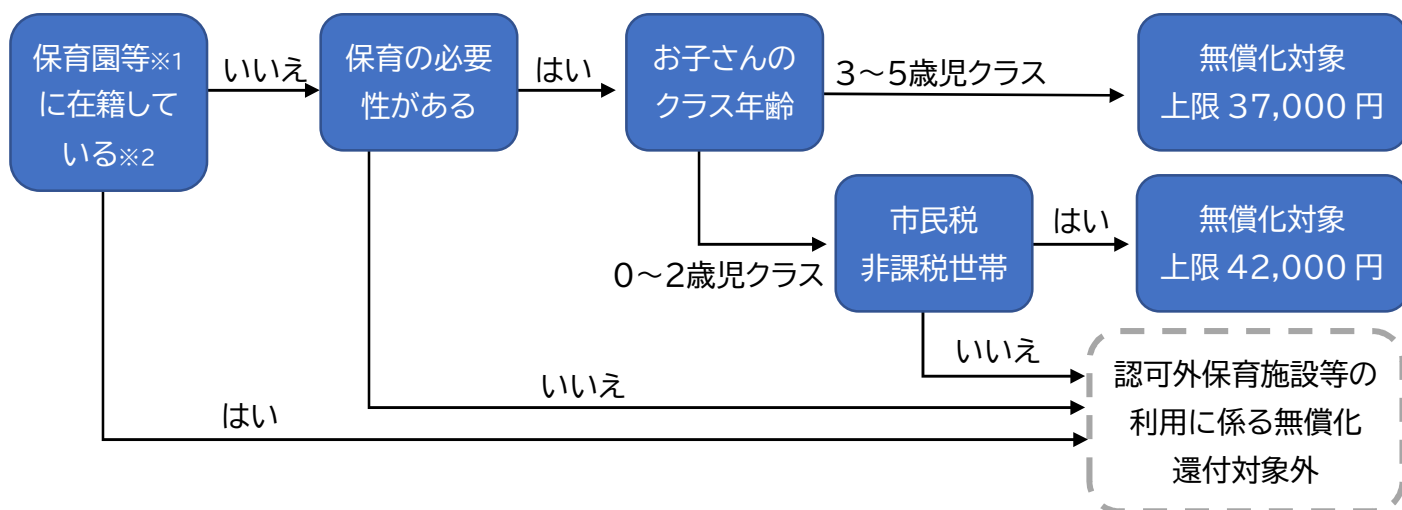 保育園等※1
に在籍して
いる※2
いいえ
保育の必要
性がある
はい
お子さんの
クラス年齢
3～5歳児クラス
無償化対象
上限 37,000 円
0～2歳児クラス
市民税
非課税世帯
はい
無償化対象
上限 42,000 円
いいえ
いいえ
はい
認可外保育施設等の
利用に係る無償化
還付対象外